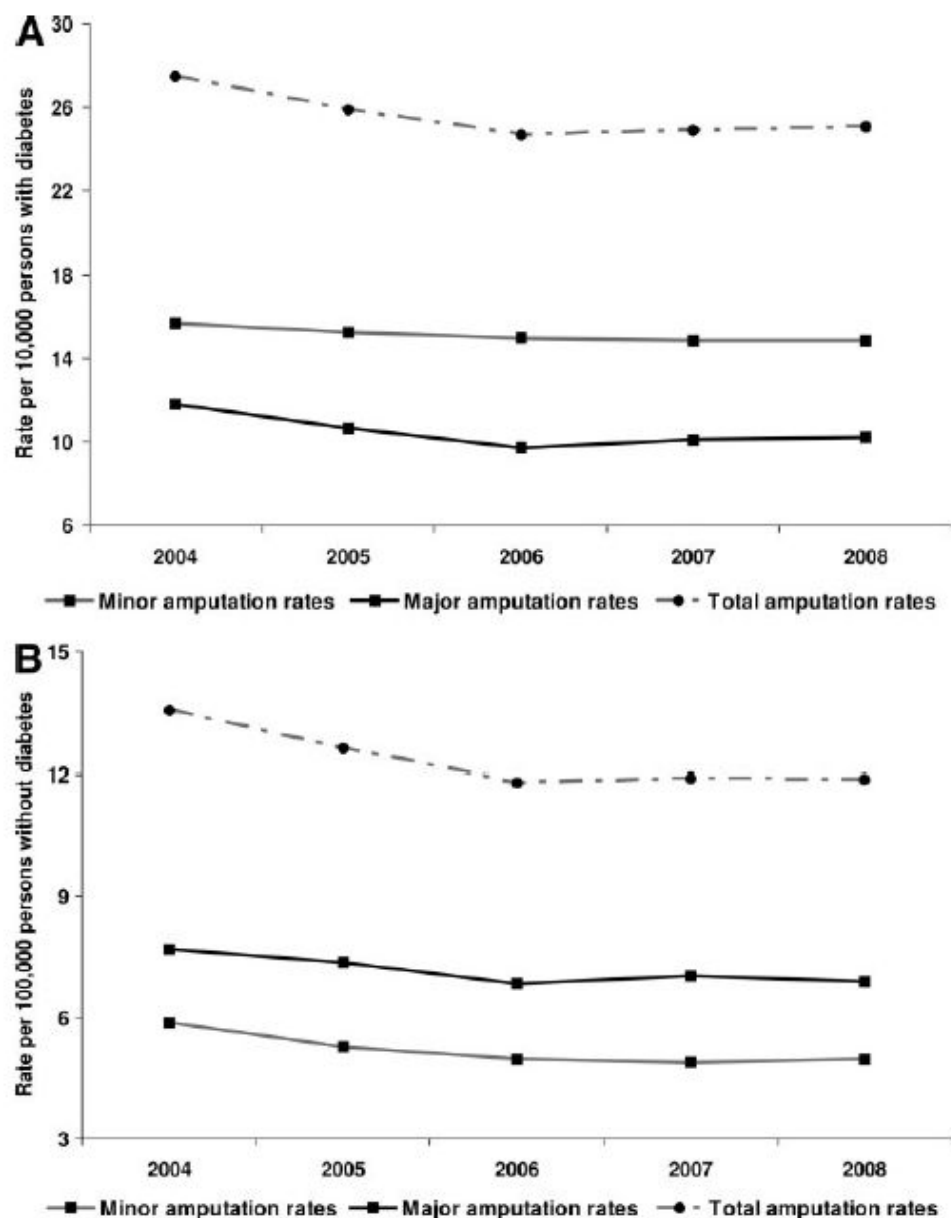 A
Rate per 10,000 persons with diabetes
30
26
22
18
14
10
6
2004 2005 2006 2007 2008
Minor amputation rates Major amputation rates Total amputation rates
B
Rate per 100,000 persons without diabetes
15
12
9
6
3
2004 2005 2006 2007 2008
Minor amputation rates Major amputation rates Total amputation rates